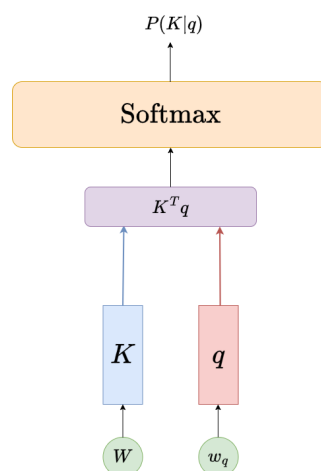 P(K|q)
Softmax
K^T q
K q
W w_q